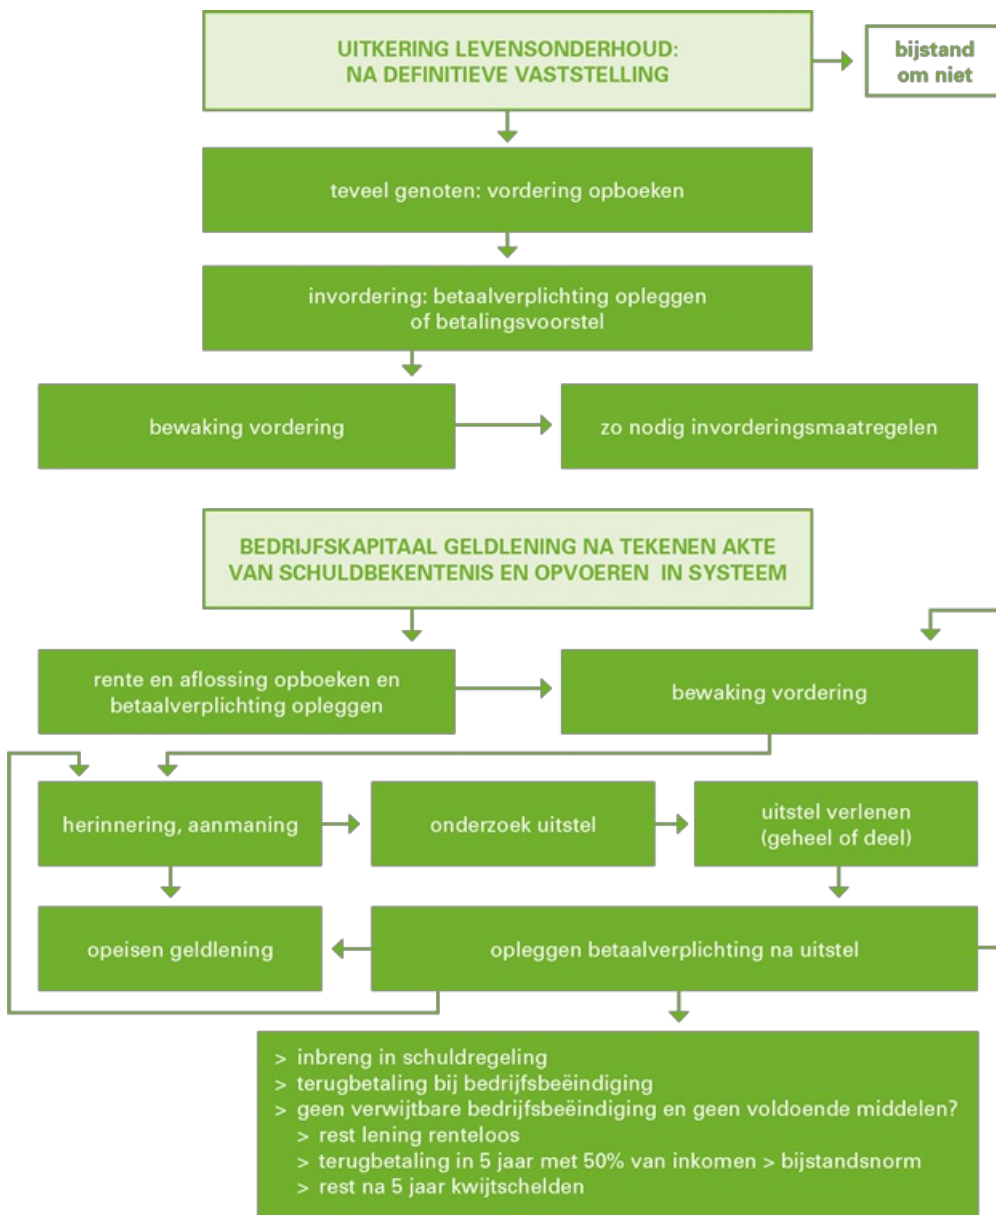 UITKERING LEVENSONDERHOUD:
NA DEFINITIEVE VASTSTELLING
bijstand
om niet
teveel genoten: vordering opboeken
invordering: betaalverplichting opleggen
of betalingsvoorstel
bewaking vordering
zo nodig invorderingsmaatregelen
BEDRIJFSKAPITAAL GELDLENING NA TEKENEN AKTE
VAN SCHULDBEKENTENIS EN OPVOEREN IN SYSTEEM
rente en aflossing opboeken en
betaalverplichting opleggen
bewaking vordering
herinnering, aanmaning
onderzoek uitstel
uitstel verlenen
(geheel of deel)
opeisen geldlening
opleggen betaalverplichting na uitstel
> inbreng in schuldregeling
> terugbetaling bij bedrijfsbeëindiging
> geen verwijtbare bedrijfsbeëindiging en geen voldoende middelen?
> rest lening renteloos
> terugbetaling in 5 jaar met 50% van inkomen > bijstandsnorm
> rest na 5 jaar kwijtschelden